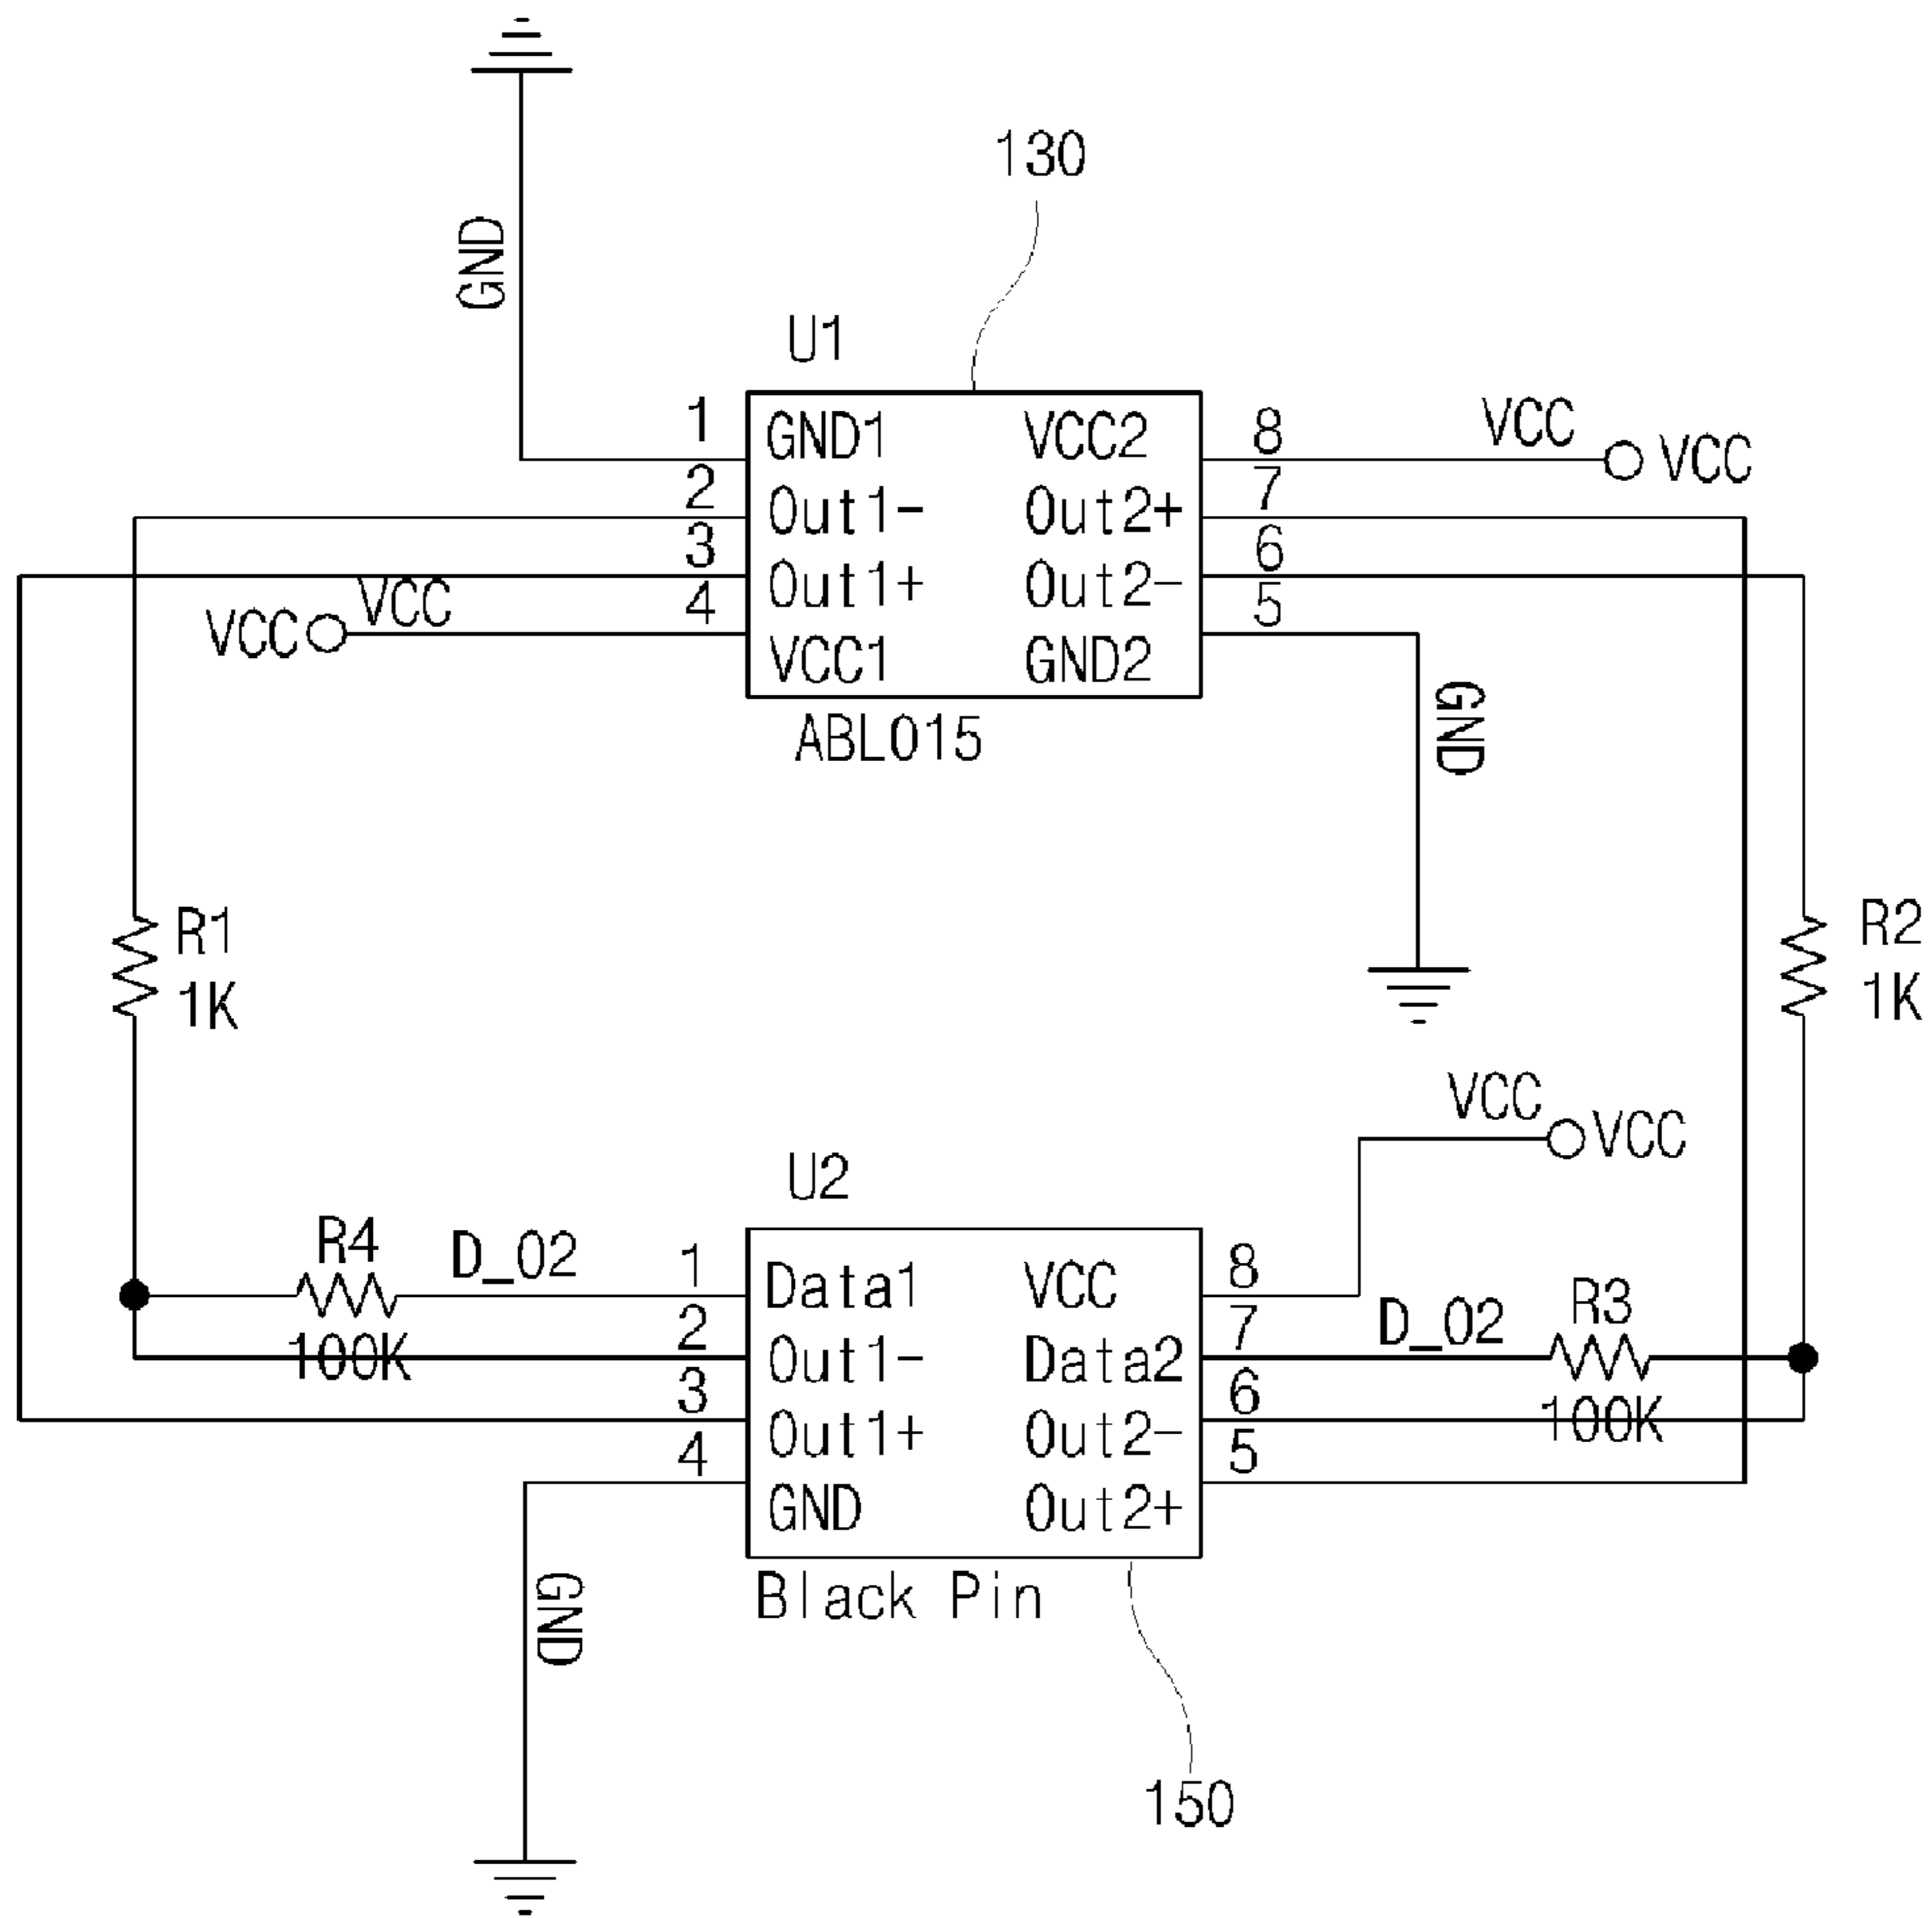 130
GND
U1
1 GND1 VCC2 8 VCC VCC
2 Out1- Out2+ 7
3 Out1+ Out2- 6
VCC VCC 4 VCC1 GND2 5
ABL015
GND
R1
1K
R2
1K
VCC VCC
U2
R4 D_02 1 Data1 VCC 8
100K 2 Out1- Data2 7 D_02 R3
3 Out1+ Out2- 6 100K
4 GND Out2+ 5
Black Pin
GND
150